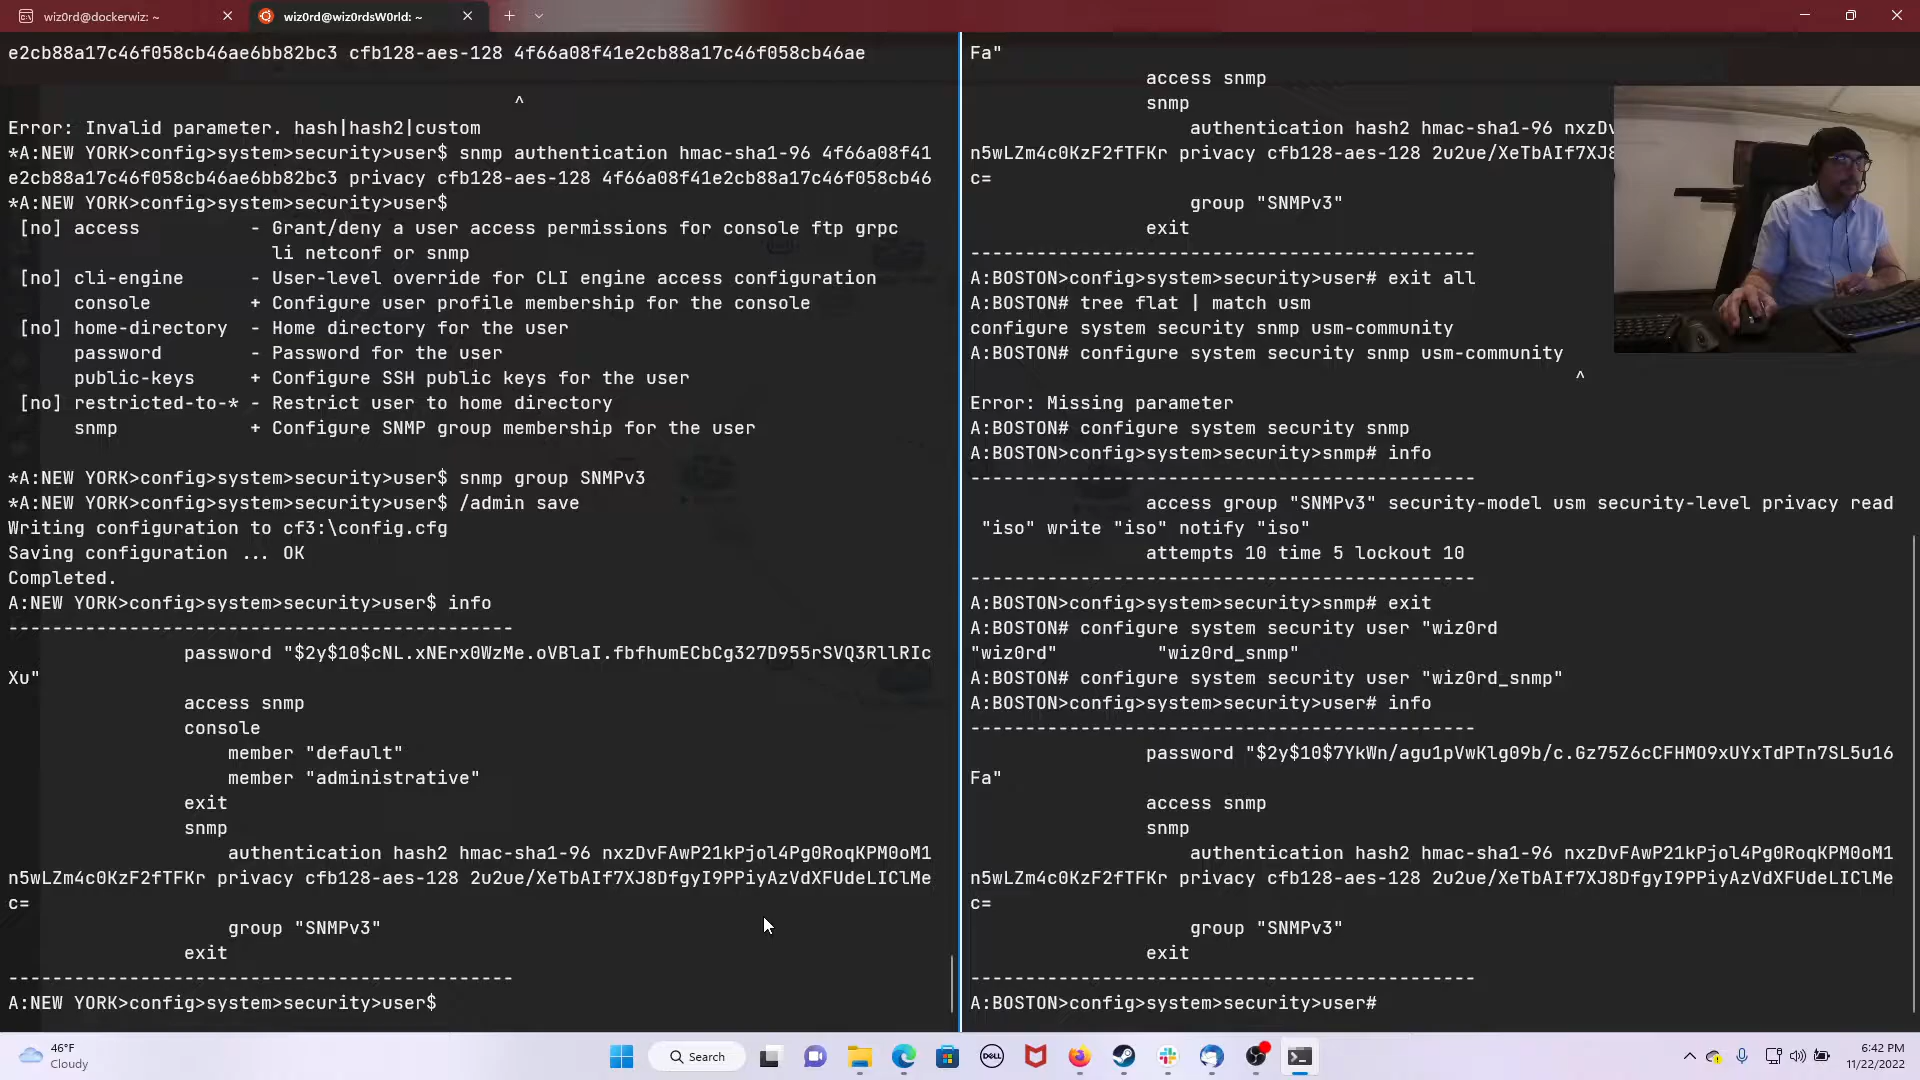 wiz0rd@dockerwiz: ~
wiz0rd@wiz0rdsW0rld: ~
e2cb88a17c46f058cb46ae6bb82bc3 cfb128-aes-128 4f66a08f41e2cb88a17c46f058cb46ae
^
Error: Invalid parameter. hash|hash2|custom
*A:NEW YORK>config>system>security>user$ snmp authentication hmac-sha1-96 4f66a08f41
e2cb88a17c46f058cb46ae6bb82bc3 privacy cfb128-aes-128 4f66a08f41e2cb88a17c46f058cb46
*A:NEW YORK>config>system>security>user$
[no] access - Grant/deny a user access permissions for console ftp grpc
li netconf or snmp
[no] cli-engine - User-level override for CLI engine access configuration
console + Configure user profile membership for the console
[no] home-directory - Home directory for the user
password - Password for the user
public-keys + Configure SSH public keys for the user
[no] restricted-to-* - Restrict user to home directory
snmp + Configure SNMP group membership for the user
*A:NEW YORK>config>system>security>user$ snmp group SNMPv3
*A:NEW YORK>config>system>security>user$ /admin save
Writing configuration to cf3:\config.cfg
Saving configuration ... OK
Completed.
A:NEW YORK>config>system>security>user$ info
----------------------------------------------
password "$2y$10$cNL.xNErx0WzMe.oVBlaI.fbfhumECbCg327D955rSVQ3RllRIc
Xu"
access snmp
console
member "default"
member "administrative"
exit
snmp
authentication hash2 hmac-sha1-96 nxzDvFAwP21kPjol4Pg0RoqKPM0oM1
n5wLZm4c0KzF2fTFKr privacy cfb128-aes-128 2u2ue/XeTbAIf7XJ8DfgyI9PPiyAzVdXFUdeLIClMe
c=
group "SNMPv3"
exit
----------------------------------------------
A:NEW YORK>config>system>security>user$
Fa"
access snmp
snmp
authentication hash2 hmac-sha1-96 nxzDv
n5wLZm4c0KzF2fTFKr privacy cfb128-aes-128 2u2ue/XeTbAIf7XJ8
c=
group "SNMPv3"
exit
----------------------------------------------
A:BOSTON>config>system>security>user# exit all
A:BOSTON# tree flat | match usm
configure system security snmp usm-community
A:BOSTON# configure system security snmp usm-community
^
Error: Missing parameter
A:BOSTON# configure system security snmp
A:BOSTON>config>system>security>snmp# info
----------------------------------------------
access group "SNMPv3" security-model usm security-level privacy read
"iso" write "iso" notify "iso"
attempts 10 time 5 lockout 10
----------------------------------------------
A:BOSTON>config>system>security>snmp# exit
A:BOSTON# configure system security user "wiz0rd
"wiz0rd" "wiz0rd_snmp"
A:BOSTON# configure system security user "wiz0rd_snmp"
A:BOSTON>config>system>security>user# info
----------------------------------------------
password "$2y$10$7YkWn/agu1pVwKlg09b/c.Gz75Z6cCFHMO9xUYxTdPTn7SL5u16
Fa"
access snmp
snmp
authentication hash2 hmac-sha1-96 nxzDvFAwP21kPjol4Pg0RoqKPM0oM1
n5wLZm4c0KzF2fTFKr privacy cfb128-aes-128 2u2ue/XeTbAIf7XJ8DfgyI9PPiyAzVdXFUdeLIClMe
c=
group "SNMPv3"
exit
----------------------------------------------
A:BOSTON>config>system>security>user#
46°F
Cloudy
Search
DELL
6:42 PM
11/22/2022